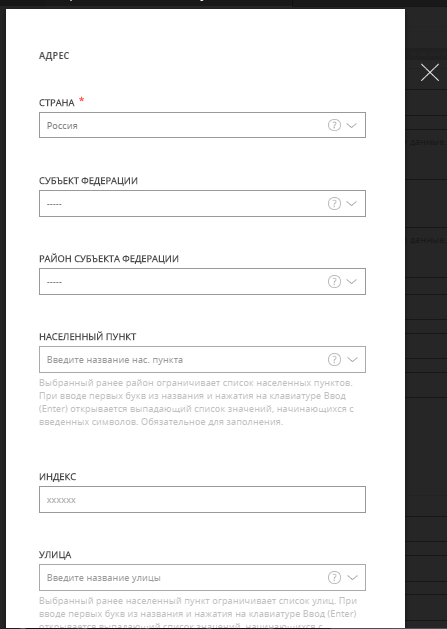 АДРЕС
СТРАНА *
Россия
?
СУБЪЕКТ ФЕДЕРАЦИИ
-----
?
РАЙОН СУБЪЕКТА ФЕДЕРАЦИИ
-----
?
НАСЕЛЕННЫЙ ПУНКТ
Введите название нас. пункта
?
Выбранный ранее район ограничивает список населенных пунктов.
При вводе первых букв из названия и нажатия на клавиатуре Ввод
(Enter) открывается выпадающий список значений, начинающихся с
введенных символов. Обязательное для заполнения.
ИНДЕКС
xxxxxx
УЛИЦА
Введите название улицы
?
Выбранный ранее населенный пункт ограничивает список улиц. При
вводе первых букв из названия и нажатия на клавиатуре Ввод (Enter)
открывается выпадающий список значений, начинающихся с